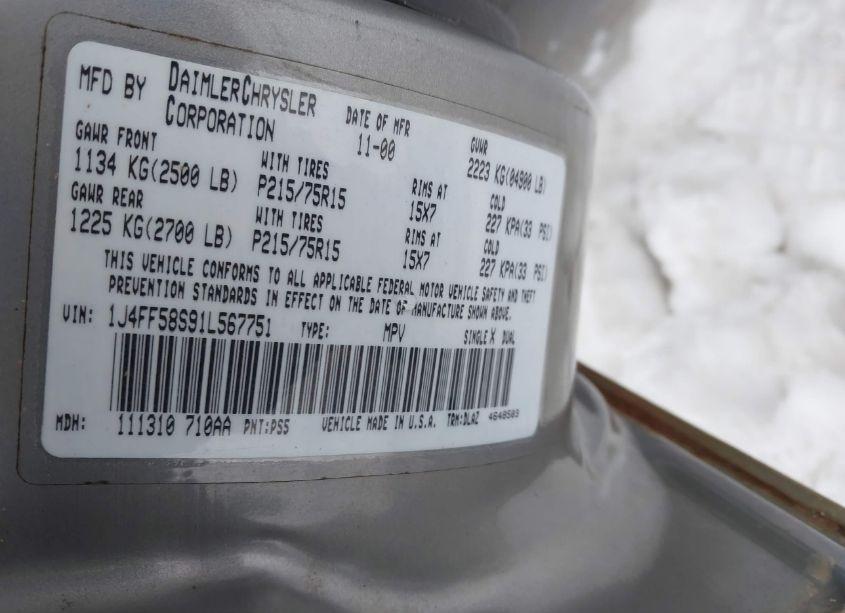 MFD BY DAIMLERCHRYSLER CORPORATION
DATE OF MFR 11-00
GVWR 2223 KG(04900 LB)
GAWR FRONT 1134 KG(2500 LB)
WITH TIRES P215/75R15
RIMS AT 15X7
COLD 227 KPA(33 PSI)
GAWR REAR 1225 KG(2700 LB)
WITH TIRES P215/75R15
RIMS AT 15X7
COLD 227 KPA(33 PSI)
THIS VEHICLE CONFORMS TO ALL APPLICABLE FEDERAL MOTOR VEHICLE SAFETY AND THEFT
PREVENTION STANDARDS IN EFFECT ON THE DATE OF MANUFACTURE SHOWN ABOVE.
VIN: 1J4FF58S91L567751 TYPE: MPV SINGLE X DUAL
MDH: 111310 710AA PNT:PS5 VEHICLE MADE IN U.S.A. TRM:DLAZ 4648503